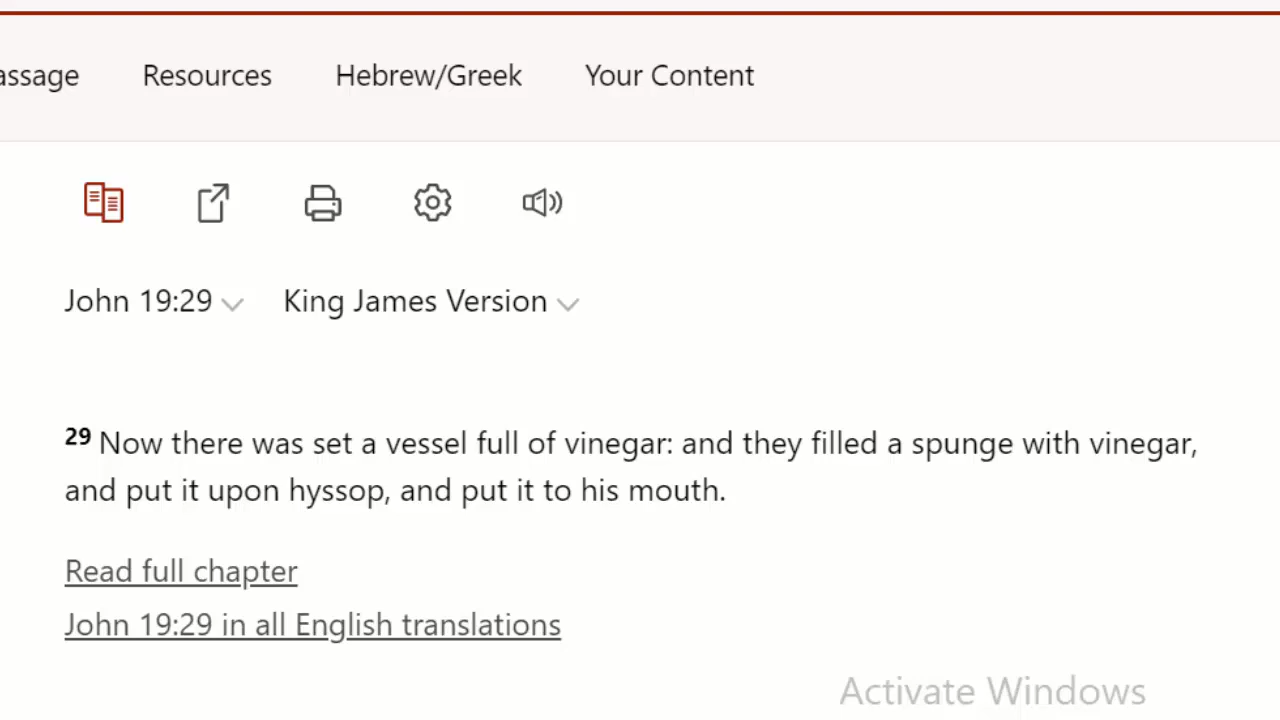 assage Resources Hebrew/Greek Your Content
John 19:29 King James Version
29 Now there was set a vessel full of vinegar: and they filled a spunge with vinegar,
and put it upon hyssop, and put it to his mouth.
Read full chapter
John 19:29 in all English translations
Activate Windows